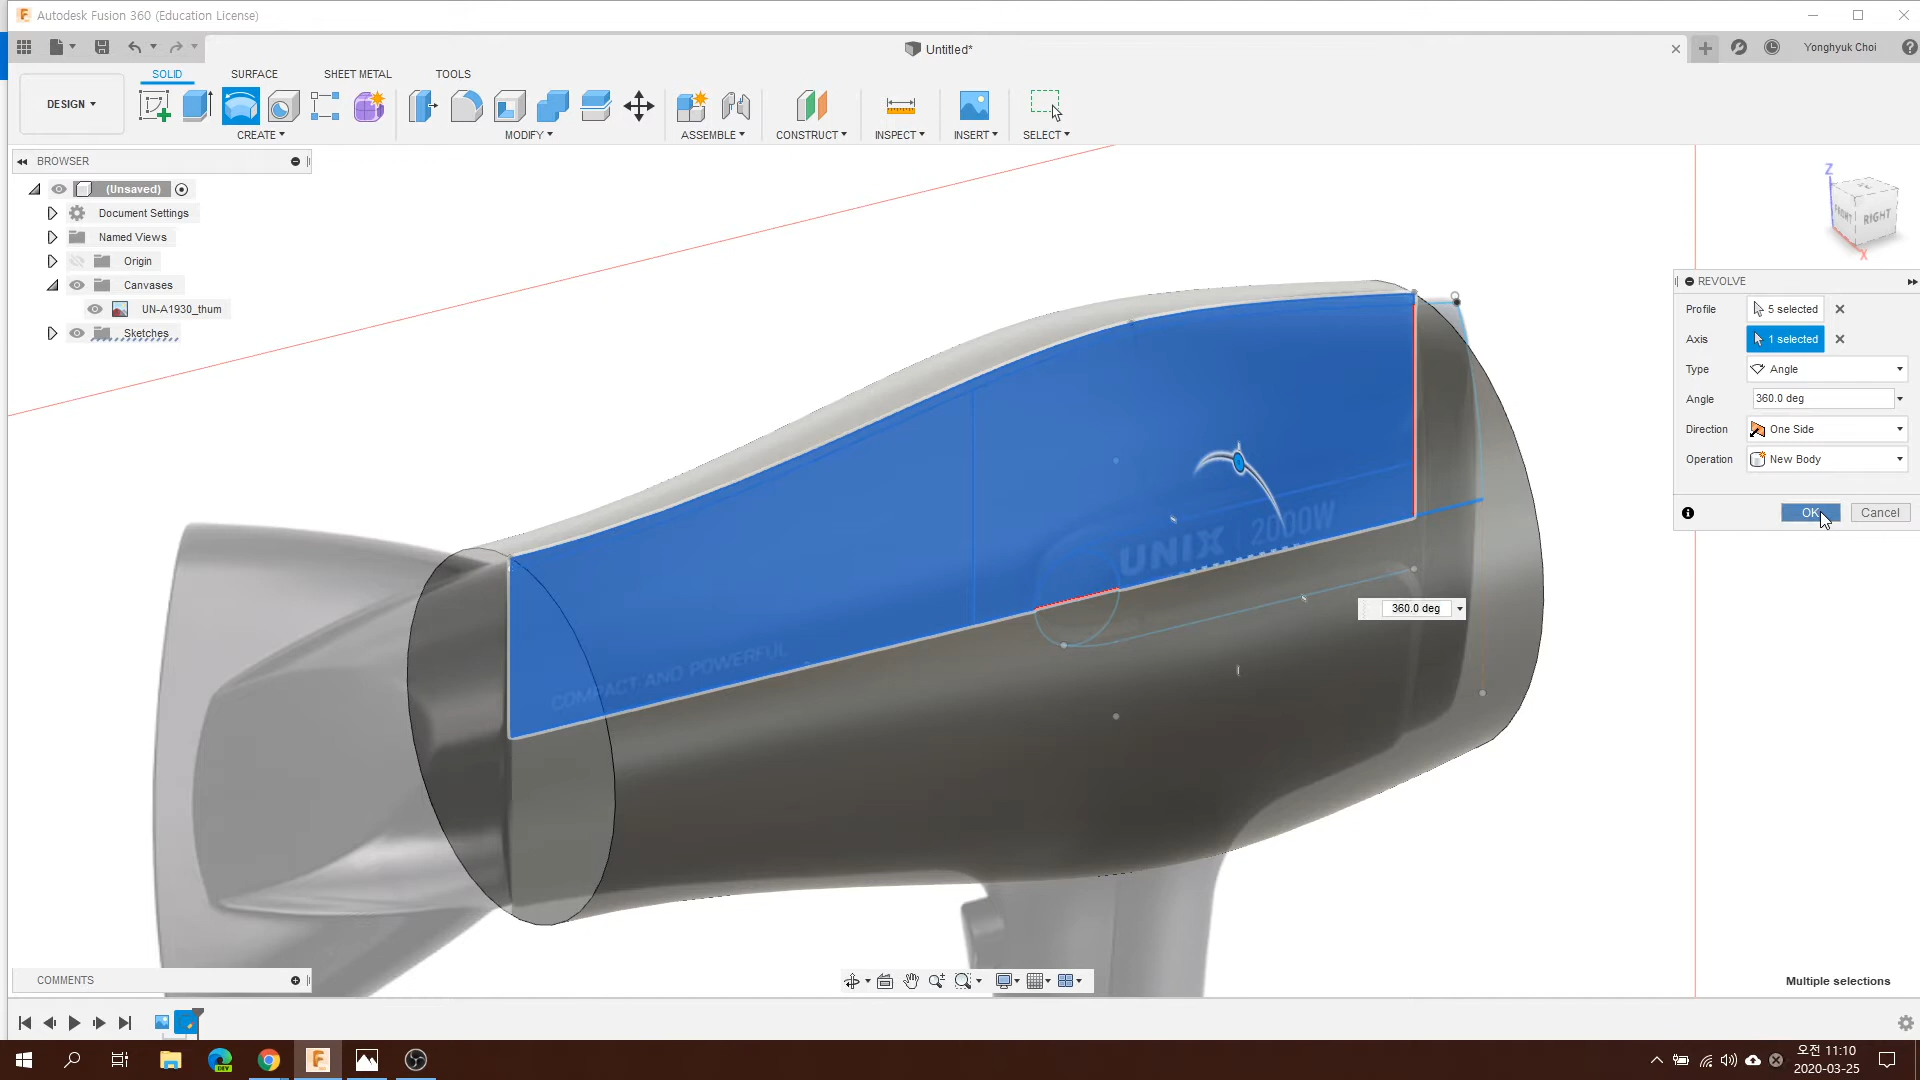 Autodesk Fusion 360 (Education License)
Untitled*
Yonghyuk Choi
SOLID
SURFACE
SHEET METAL
TOOLS
DESIGN
CREATE
MODIFY
ASSEMBLE
CONSTRUCT
INSPECT
INSERT
SELECT
BROWSER
(Unsaved)
Document Settings
Named Views
Origin
Canvases
UN-A1930_thum
Sketches
Z
FRONT
RIGHT
X
REVOLVE
Profile
5 selected
Axis
1 selected
Type
Angle
Angle
360.0 deg
Direction
One Side
Operation
New Body
OK
Cancel
UNIX
2000W
COMPACT AND POWERFUL
360.0 deg
COMMENTS
Multiple selections
DEV
오전 11:10
2020-03-25